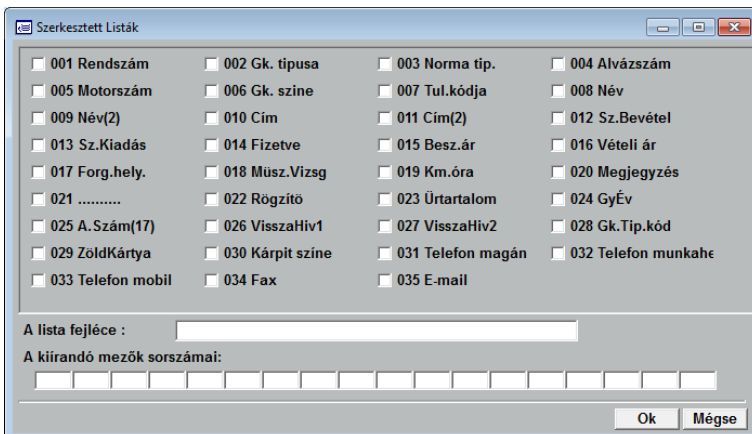 Szerkesztett Listák
001 Rendszám 002 Gk. tipusa 003 Norma tip. 004 Alvázszám
005 Motorszám 006 Gk. szine 007 Tul.kódja 008 Név
009 Név(2) 010 Cím 011 Cím(2) 012 Sz.Bevétel
013 Sz.Kiadás 014 Fizetve 015 Besz.ár 016 Vételi ár
017 Forg.hely. 018 Müsz.Vizsg 019 Km.óra 020 Megjegyzés
021 .......... 022 Rögzítö 023 Ürtartalom 024 GyÉv
025 A.Szám(17) 026 VisszaHiv1 027 VisszaHiv2 028 Gk.Tip.kód
029 ZöldKártya 030 Kárpit színe 031 Telefon magán 032 Telefon munkahe
033 Telefon mobil 034 Fax 035 E-mail
A lista fejléce :
A kiírandó mezők sorszámai:
Ok Mégse